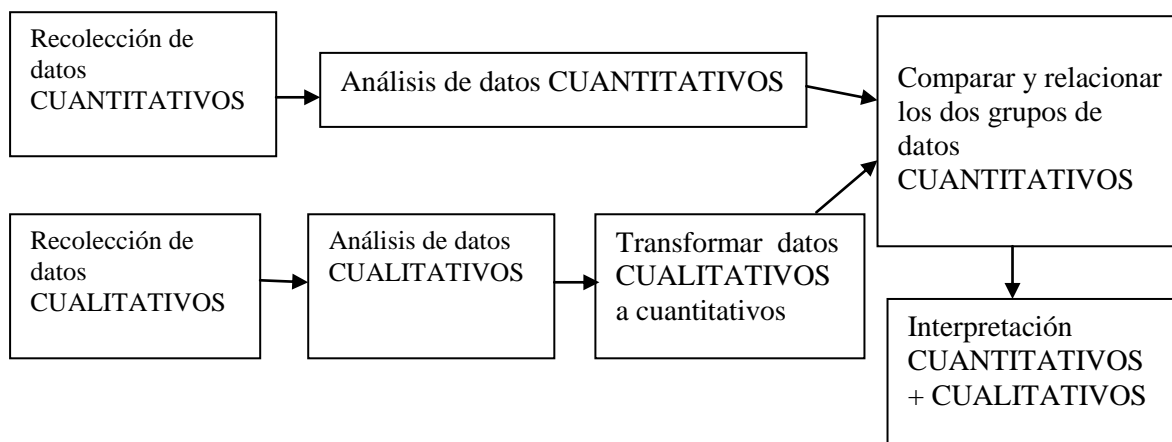 Recolección de
datos
CUANTITATIVOS
Análisis de datos CUANTITATIVOS
Comparar y relacionar
los dos grupos de
datos
CUANTITATIVOS
Recolección de
datos
CUALITATIVOS
Análisis de datos
CUALITATIVOS
Transformar datos
CUALITATIVOS
a cuantitativos
Interpretación
CUANTITATIVOS
+ CUALITATIVOS